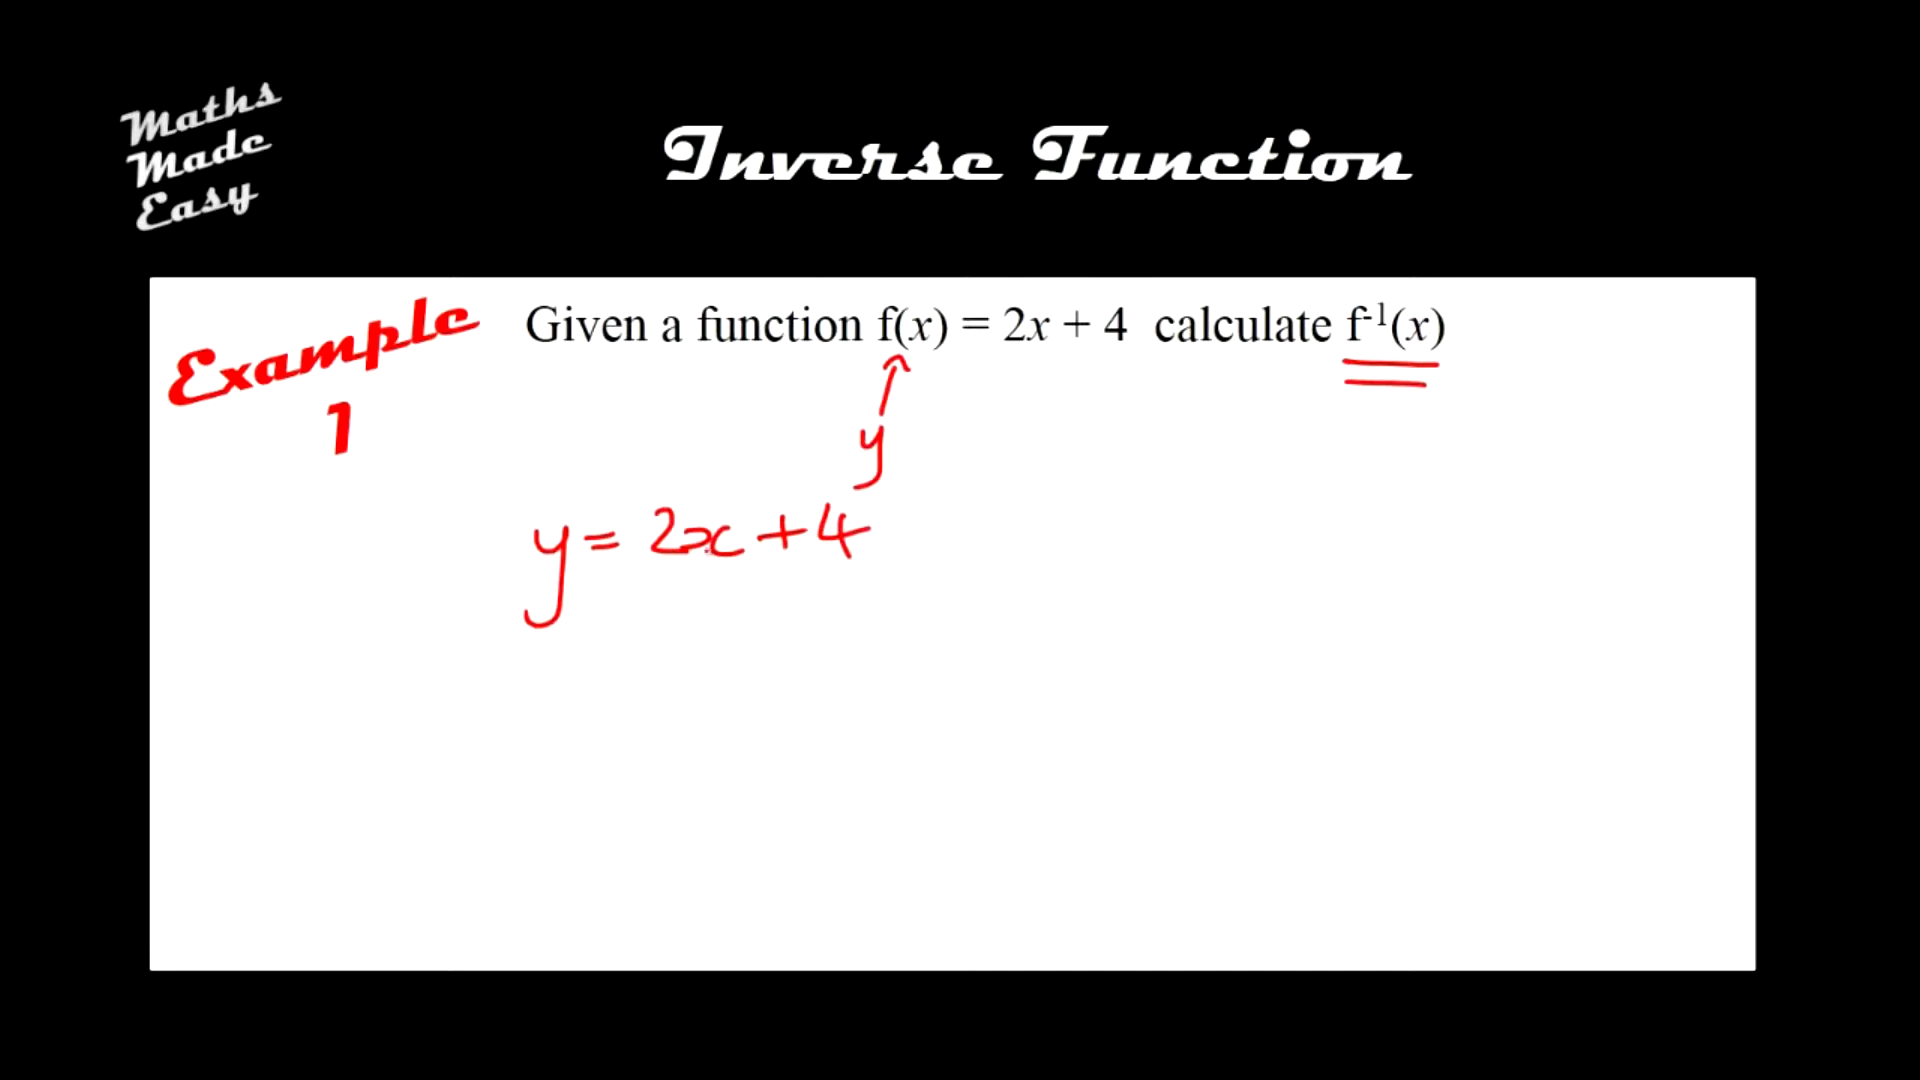 Maths
Made
Easy
Inverse Function
Example
1
Given a function f(x) = 2x + 4 calculate f⁻¹(x)
y
y = 2x + 4